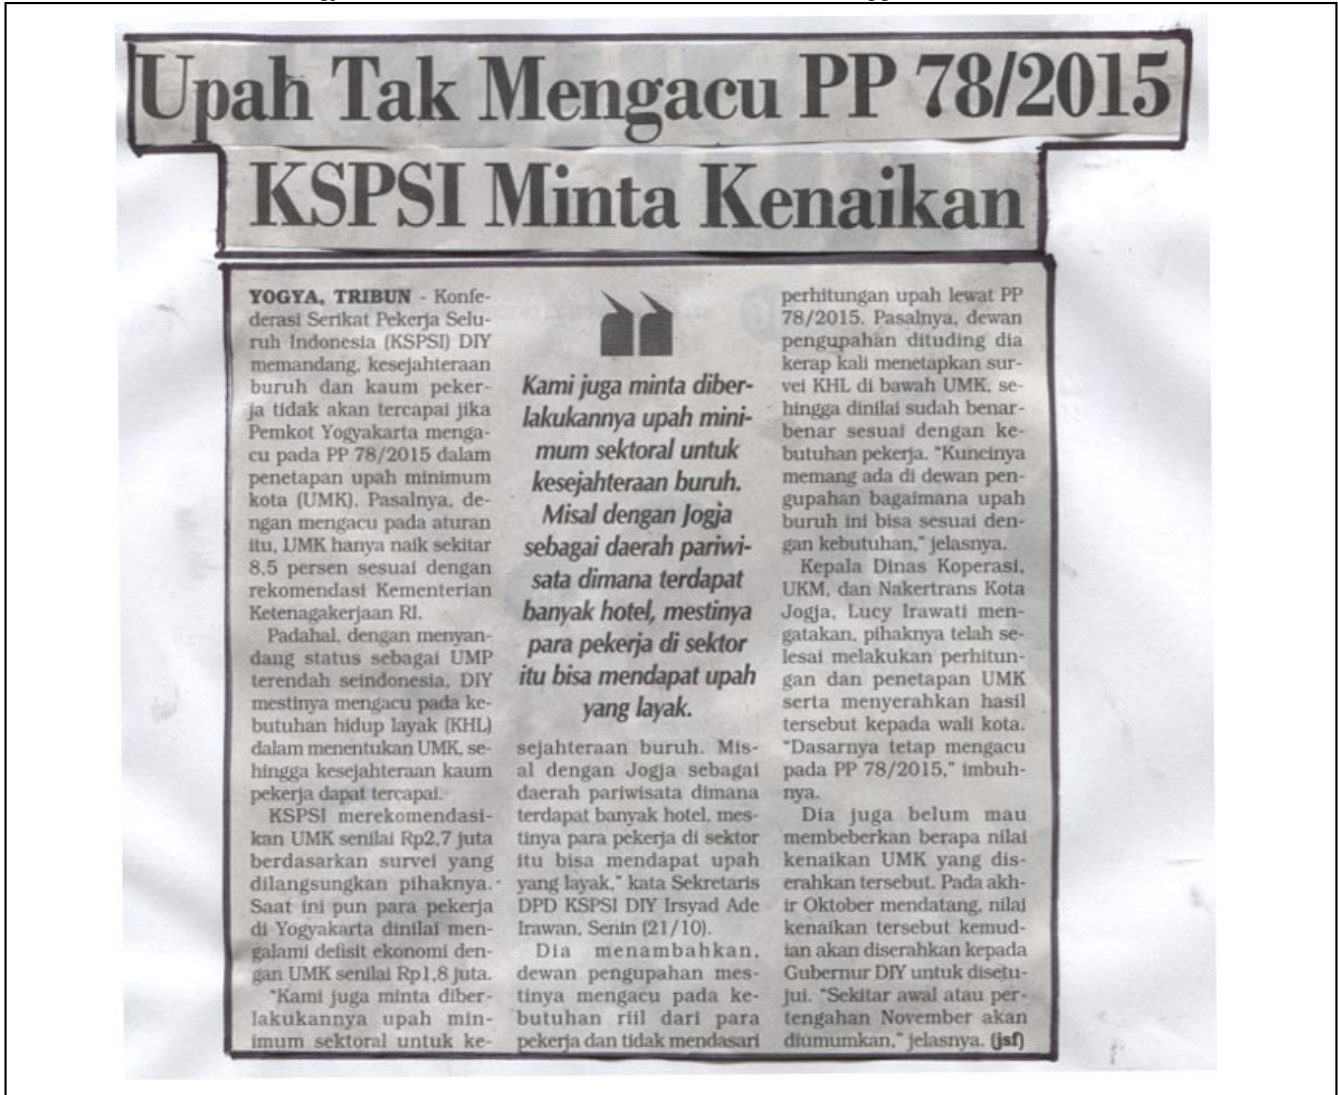 Upah Tak Mengacu PP 78/2015
KSPSI Minta Kenaikan
YOGYA, TRIBUN - Konfe-
derasi Serikat Pekerja Selu-
ruh Indonesia (KSPSI) DIY
memandang, kesejahteraan
buruh dan kaum peker-
ja tidak akan tercapai jika
Pemkot Yogyakarta menga-
cu pada PP 78/2015 dalam
penetapan upah minimum
kota (UMK). Pasalnya, de-
ngan mengacu pada aturan
itu, UMK hanya naik sekitar
8,5 persen sesuai dengan
rekomendasi Kementerian
Ketenagakerjaan RI.
Padahal, dengan menyan-
dang status sebagai UMP
terendah seindonesia, DIY
mestinya mengacu pada ke-
butuhan hidup layak (KHL)
dalam menentukan UMK, se-
hingga kesejahteraan kaum
pekerja dapat tercapai.
KSPSI merekomendasi-
kan UMK senilai Rp2,7 juta
berdasarkan survei yang
dilangsungkan pihaknya.
Saat ini pun para pekerja
di Yogyakarta dinilai men-
galami defisit ekonomi den-
gan UMK senilai Rp1,8 juta.
"Kami juga minta diber-
lakukannya upah min-
imum sektoral untuk ke-
Kami juga minta diber-
lakukannya upah mini-
mum sektoral untuk
kesejahteraan buruh.
Misal dengan Jogja
sebagai daerah pariwi-
sata dimana terdapat
banyak hotel, mestinya
para pekerja di sektor
itu bisa mendapat upah
yang layak.
sejahteraan buruh. Mis-
al dengan Jogja sebagai
daerah pariwisata dimana
terdapat banyak hotel, mes-
tinya para pekerja di sektor
itu bisa mendapat upah
yang layak," kata Sekretaris
DPD KSPSI DIY Irsyad Ade
Irawan, Senin (21/10).
Dia menambahkan,
dewan pengupahan mes-
tinya mengacu pada ke-
butuhan riil dari para
pekerja dan tidak mendasari
perhitungan upah lewat PP
78/2015. Pasalnya, dewan
pengupahan dituding dia
kerap kali menetapkan sur-
vei KHL di bawah UMK, se-
hingga dinilai sudah benar-
benar sesuai dengan ke-
butuhan pekerja. "Kuncinya
memang ada di dewan pen-
gupahan bagaimana upah
buruh ini bisa sesuai den-
gan kebutuhan," jelasnya.
Kepala Dinas Koperasi,
UKM, dan Nakertrans Kota
Jogja, Lucy Irawati men-
gatakan, pihaknya telah se-
lesai melakukan perhitun-
gan dan penetapan UMK
serta menyerahkan hasil
tersebut kepada wali kota.
"Dasarnya tetap mengacu
pada PP 78/2015," imbuh-
nya.
Dia juga belum mau
membeberkan berapa nilai
kenaikan UMK yang dis-
erahkan tersebut. Pada akh-
ir Oktober mendatang, nilai
kenaikan tersebut kemud-
ian akan diserahkan kepada
Gubernur DIY untuk disetu-
jui. "Sekitar awal atau per-
tengahan November akan
diumumkan," jelasnya. (jsf)